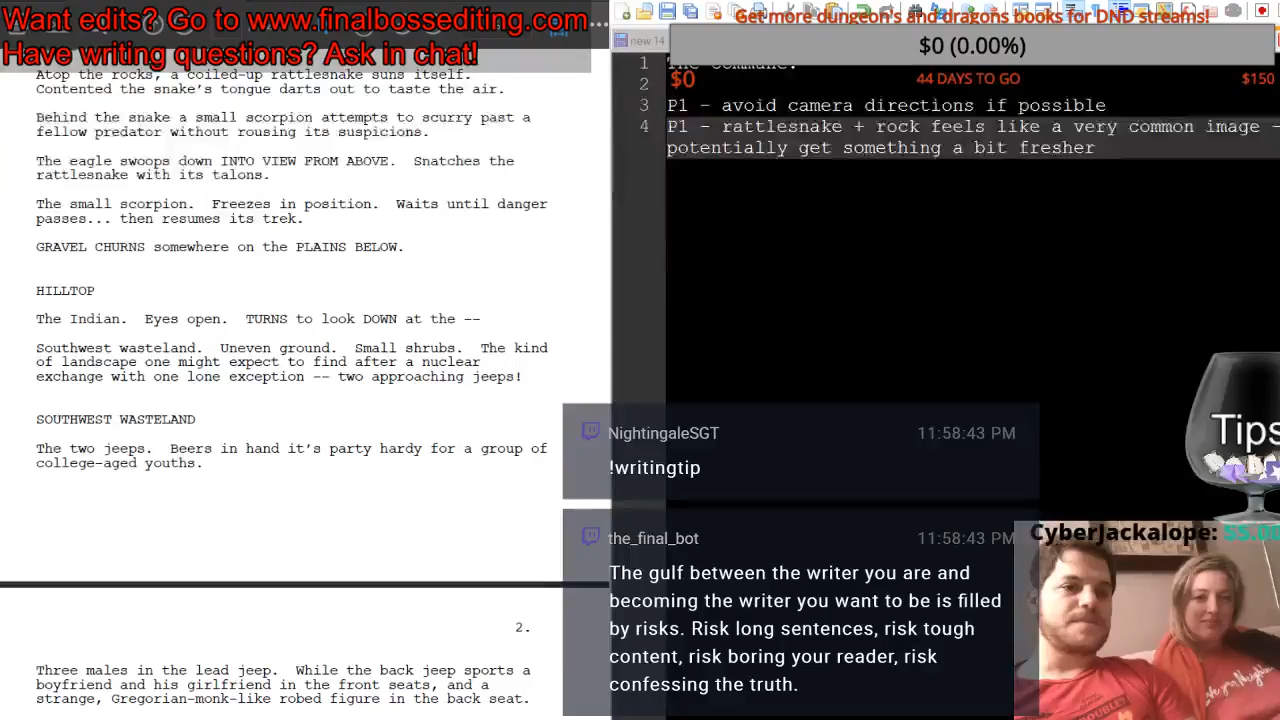 Want edits? Go to www.finalbossediting.com
Have writing questions? Ask in chat!
Atop the rocks, a coiled-up rattlesnake suns itself.
Contented the snake's tongue darts out to taste the air.
Behind the snake a small scorpion attempts to scurry past a
fellow predator without rousing its suspicions.
The eagle swoops down INTO VIEW FROM ABOVE. Snatches the
rattlesnake with its talons.
The small scorpion. Freezes in position. Waits until danger
passes... then resumes its trek.
GRAVEL CHURNS somewhere on the PLAINS BELOW.
HILLTOP
The Indian. Eyes open. TURNS to look DOWN at the --
Southwest wasteland. Uneven ground. Small shrubs. The kind
of landscape one might expect to find after a nuclear
exchange with one lone exception -- two approaching jeeps!
SOUTHWEST WASTELAND
The two jeeps. Beers in hand it's party hardy for a group of
college-aged youths.
2.
Three males in the lead jeep. While the back jeep sports a
boyfriend and his girlfriend in the front seats, and a
strange, Gregorian-monk-like robed figure in the back seat.
Get more dungeon's and dragons books for DND streams!
new 14
$0 (0.00%)
$0
44 DAYS TO GO
$150
1 The Commune:
2
3 P1 - avoid camera directions if possible
4 P1 - rattlesnake + rock feels like a very common image -
potentially get something a bit fresher
NightingaleSGT 11:58:43 PM
!writingtip
the_final_bot 11:58:43 PM
The gulf between the writer you are and
becoming the writer you want to be is filled
by risks. Risk long sentences, risk tough
content, risk boring your reader, risk
confessing the truth.
Tips
CyberJackalope: $5.00